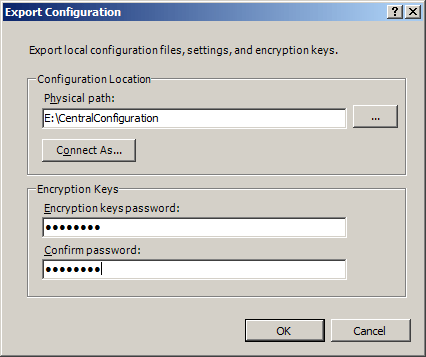 Export Configuration
Export local configuration files, settings, and encryption keys.
Configuration Location
Physical path:
E:\CentralConfiguration
...
Connect As...
Encryption Keys
Encryption keys password:
●●●●●●●●
Confirm password:
●●●●●●●●
OK
Cancel